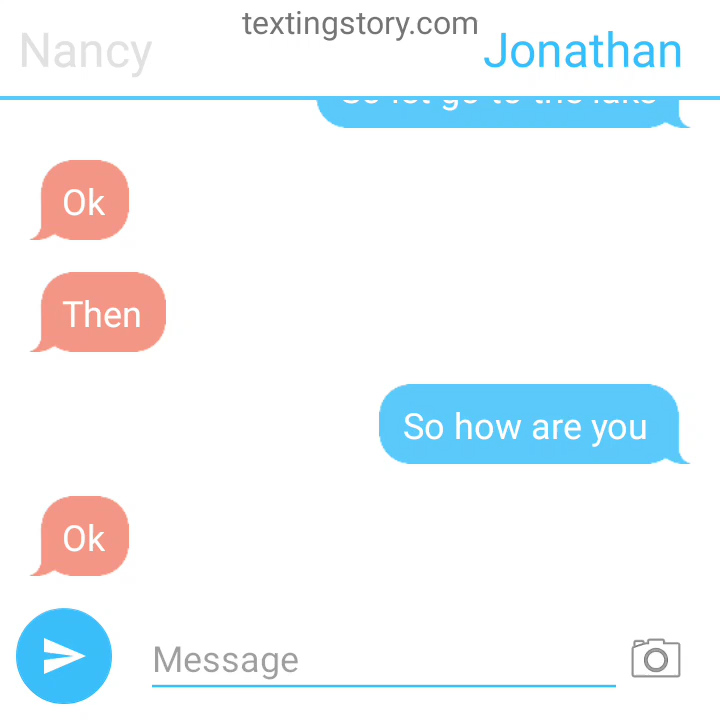 textingstory.com
Nancy
Jonathan
Ok
Then
So how are you
Ok
Message